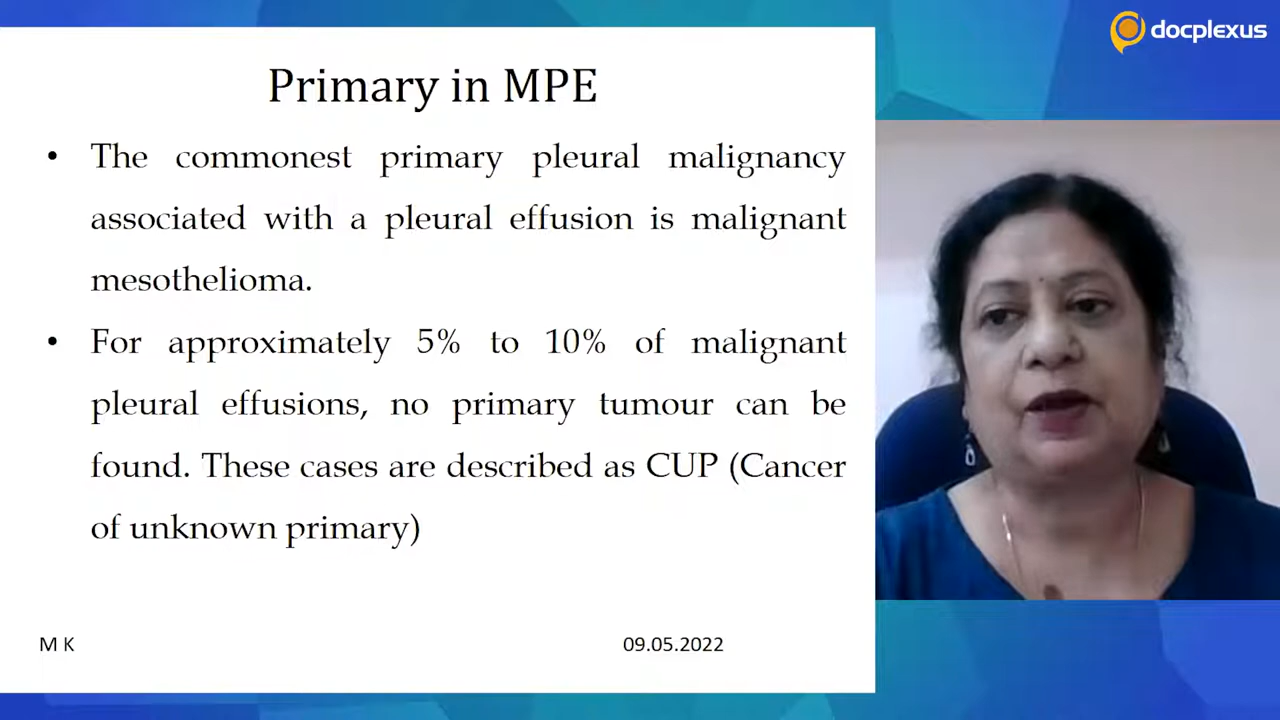 docplexus
Primary in MPE
• The commonest primary pleural malignancy
associated with a pleural effusion is malignant
mesothelioma.
• For approximately 5% to 10% of malignant
pleural effusions, no primary tumour can be
found. These cases are described as CUP (Cancer
of unknown primary)
M K 09.05.2022